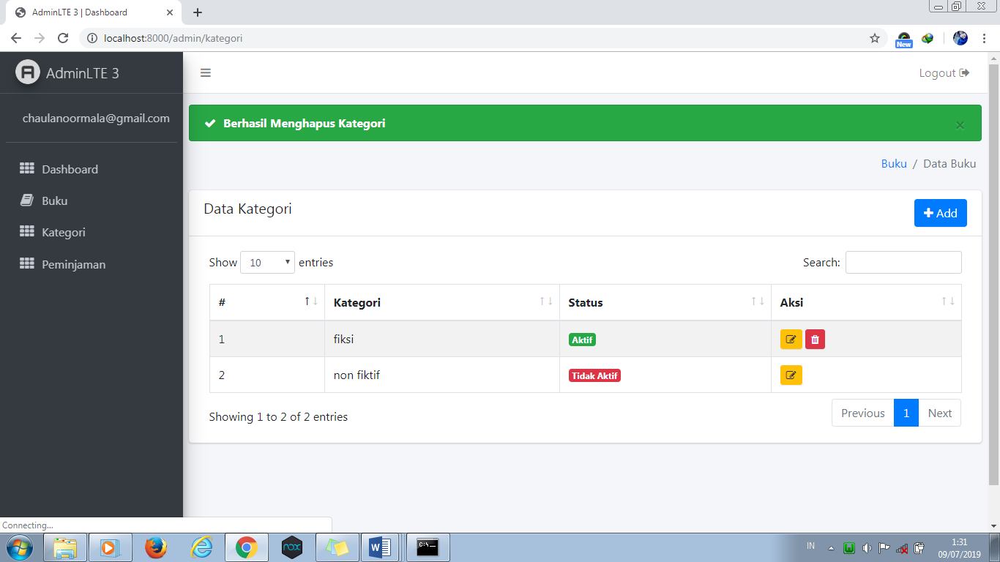 AdminLTE 3 | Dashboard
localhost:8000/admin/kategori
New
AdminLTE 3
Logout
chaulanoormala@gmail.com
Berhasil Menghapus Kategori
Buku / Data Buku
Dashboard
Buku
Kategori
Peminjaman
Data Kategori
Add
Show 10 entries
Search:
# Kategori Status Aksi
1 fiksi Aktif
2 non fiktif Tidak Aktif
Showing 1 to 2 of 2 entries
Previous 1 Next
Connecting...
nox
W
C:\
IN
1:31
09/07/2019